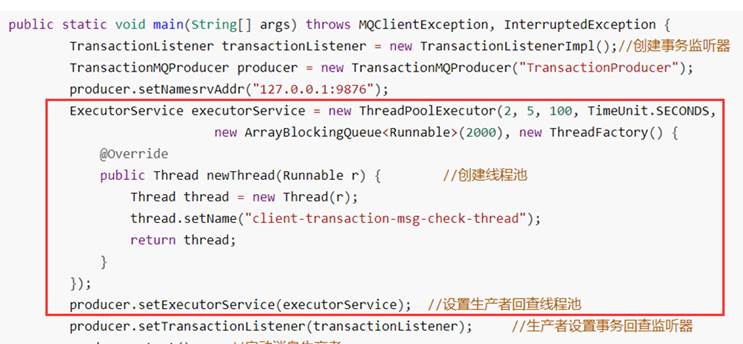 public static void main(String[] args) throws MQClientException, InterruptedException {
TransactionListener transactionListener = new TransactionListenerImpl();//创建事务监听器
TransactionMQProducer producer = new TransactionMQProducer("TransactionProducer");
producer.setNamesrvAddr("127.0.0.1:9876");
ExecutorService executorService = new ThreadPoolExecutor(2, 5, 100, TimeUnit.SECONDS,
new ArrayBlockingQueue<Runnable>(2000), new ThreadFactory() {
@Override
public Thread newThread(Runnable r) { //创建线程池
Thread thread = new Thread(r);
thread.setName("client-transaction-msg-check-thread");
return thread;
}
});
producer.setExecutorService(executorService); //设置生产者回查线程池
producer.setTransactionListener(transactionListener); //生产者设置事务回查监听器